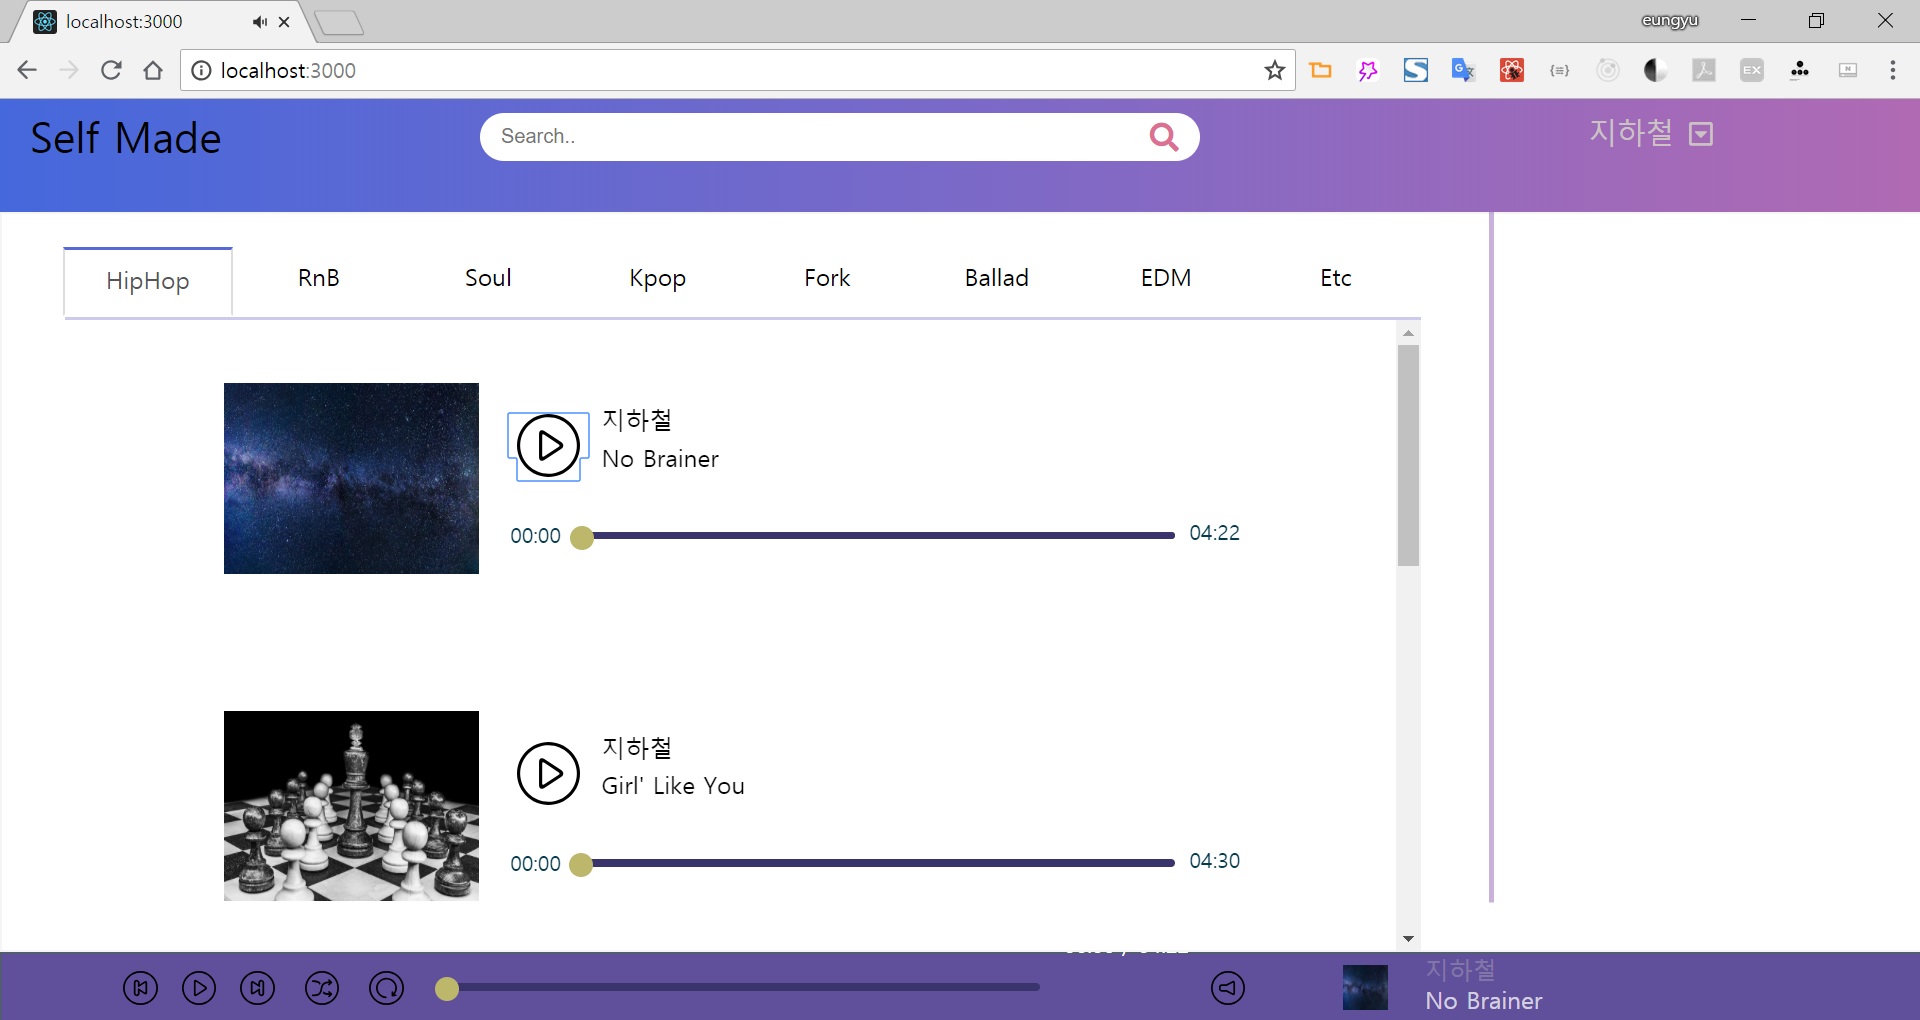 localhost:3000
eungyu
localhost:3000
EX
Self Made
Search..
지하철
HipHop
RnB
Soul
Kpop
Fork
Ballad
EDM
Etc
지하철
No Brainer
00:00
04:22
지하철
Girl' Like You
00:00
04:30
지하철
No Brainer